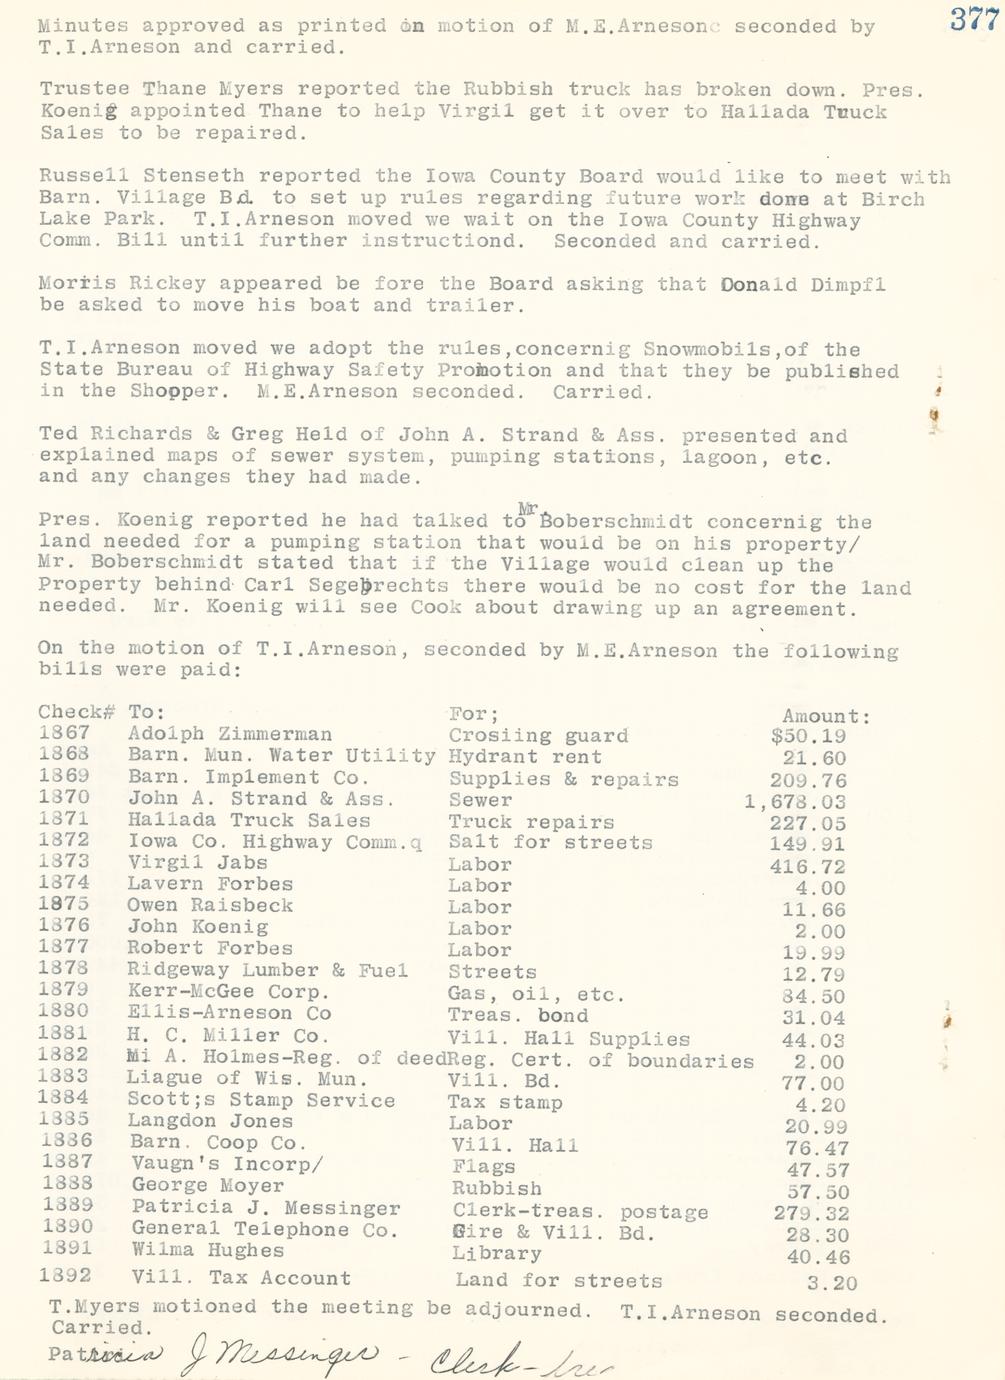 377
Minutes approved as printed on motion of M.E.Arnesonc seconded by
T.I.Arneson and carried.
Trustee Thane Myers reported the Rubbish truck has broken down. Pres.
Koenig appointed Thane to help Virgil get it over to Hallada Truck
Sales to be repaired.
Russell Stenseth reported the Iowa County Board would like to meet with
Barn. Village Bd. to set up rules regarding future work done at Birch
Lake Park.  T.I.Arneson moved we wait on the Iowa County Highway
Comm. Bill until further instructiond.  Seconded and carried.
Morris Rickey appeared be fore the Board asking that Donald Dimpfl
be asked to move his boat and trailer.
T.I.Arneson moved we adopt the rules,concernig Snowmobils,of the
State Bureau of Highway Safety Promotion and that they be published
in the Shopper.  M.E.Arneson seconded.  Carried.
Ted Richards & Greg Held of John A. Strand & Ass. presented and
explained maps of sewer system, pumping stations, lagoon, etc.
and any changes they had made.
Pres. Koenig reported he had talked to Mr. Boberschmidt concernig the
land needed for a pumping station that would be on his property/
Mr. Boberschmidt stated that if the Village would clean up the
Property behind Carl Segebrechts there would be no cost for the land
needed.  Mr. Koenig will see Cook about drawing up an agreement.
On the motion of T.I.Arneson, seconded by M.E.Arneson the following
bills were paid:
Check# To: For; Amount:
1867 Adolph Zimmerman Crosiing guard $50.19
1868 Barn. Mun. Water Utility Hydrant rent 21.60
1869 Barn. Implement Co. Supplies & repairs 209.76
1870 John A. Strand & Ass. Sewer 1,678.03
1871 Hallada Truck Sales Truck repairs 227.05
1872 Iowa Co. Highway Comm.q Salt for streets 149.91
1873 Virgil Jabs Labor 416.72
1874 Lavern Forbes Labor 4.00
1875 Owen Raisbeck Labor 11.66
1876 John Koenig Labor 2.00
1877 Robert Forbes Labor 19.99
1878 Ridgeway Lumber & Fuel Streets 12.79
1879 Kerr-McGee Corp. Gas, oil, etc. 84.50
1880 Ellis-Arneson Co Treas. bond 31.04
1881 H. C. Miller Co. Vill. Hall Supplies 44.03
1882 Mi A. Holmes-Reg. of deedReg. Cert. of boundaries 2.00
1883 Liague of Wis. Mun. Vill. Bd. 77.00
1884 Scott;s Stamp Service Tax stamp 4.20
1885 Langdon Jones Labor 20.99
1886 Barn. Coop Co. Vill. Hall 76.47
1887 Vaugn's Incorp/ Flags 47.57
1888 George Moyer Rubbish 57.50
1889 Patricia J. Messinger Clerk-treas. postage 279.32
1890 General Telephone Co. Gire & Vill. Bd. 28.30
1891 Wilma Hughes Library 40.46
1892 Vill. Tax Account Land for streets 3.20
T.Myers motioned the meeting be adjourned.  T.I.Arneson seconded.
Carried.
Patricia J Messinger - Clerk-tre